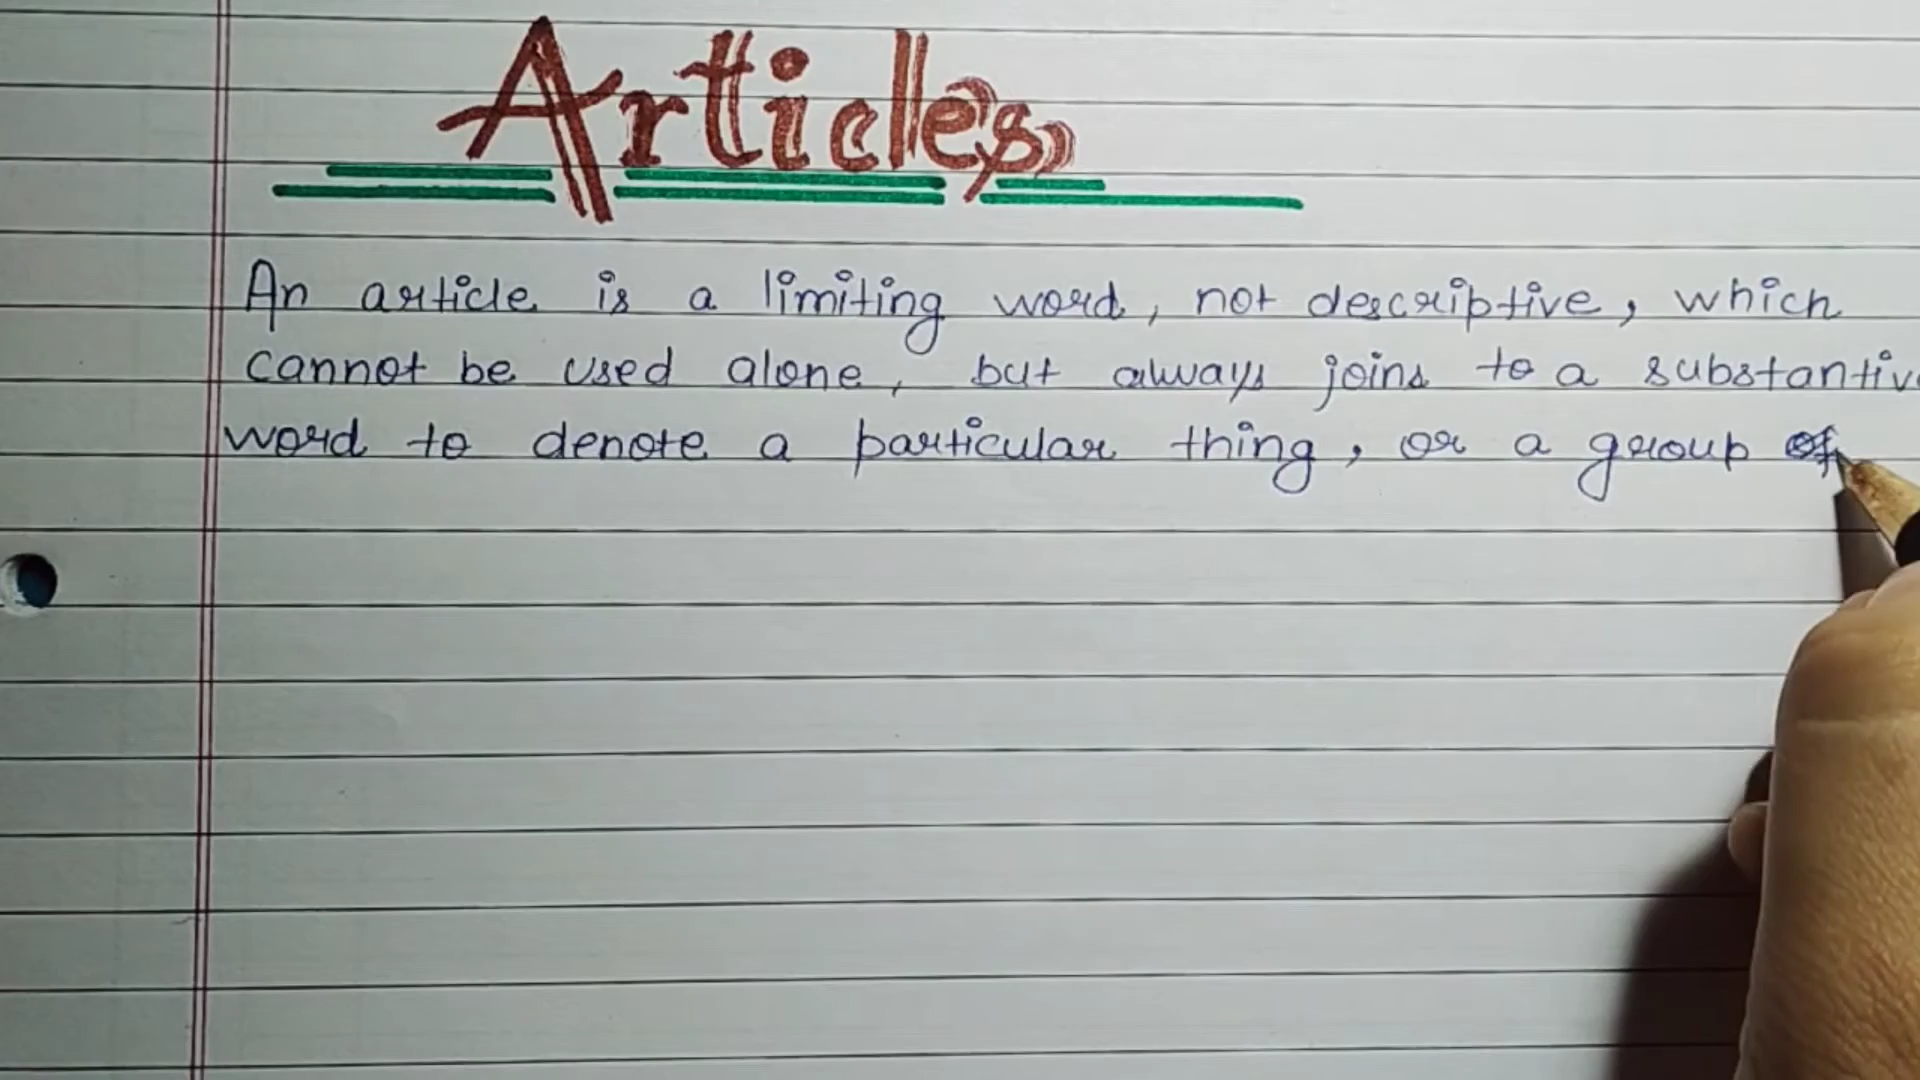 Articles
An article is a limiting word, not descriptive, which
cannot be used alone, but always joins to a substantive
word to denote a particular thing, or a group of